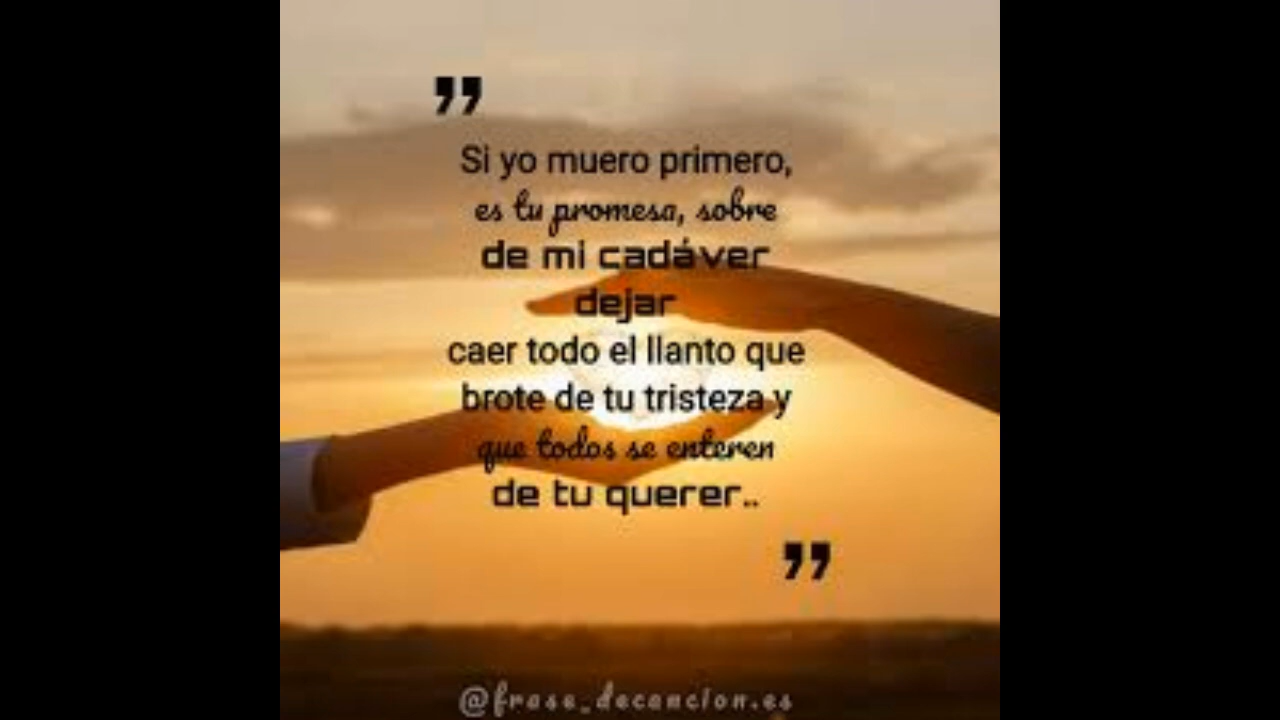 ”
Si yo muero primero,
es tu promesa, sobre
de mi cadáver
dejar
caer todo el llanto que
brote de tu tristeza y
que todos se enteren
de tu querer..
”
@frase_decancion.es